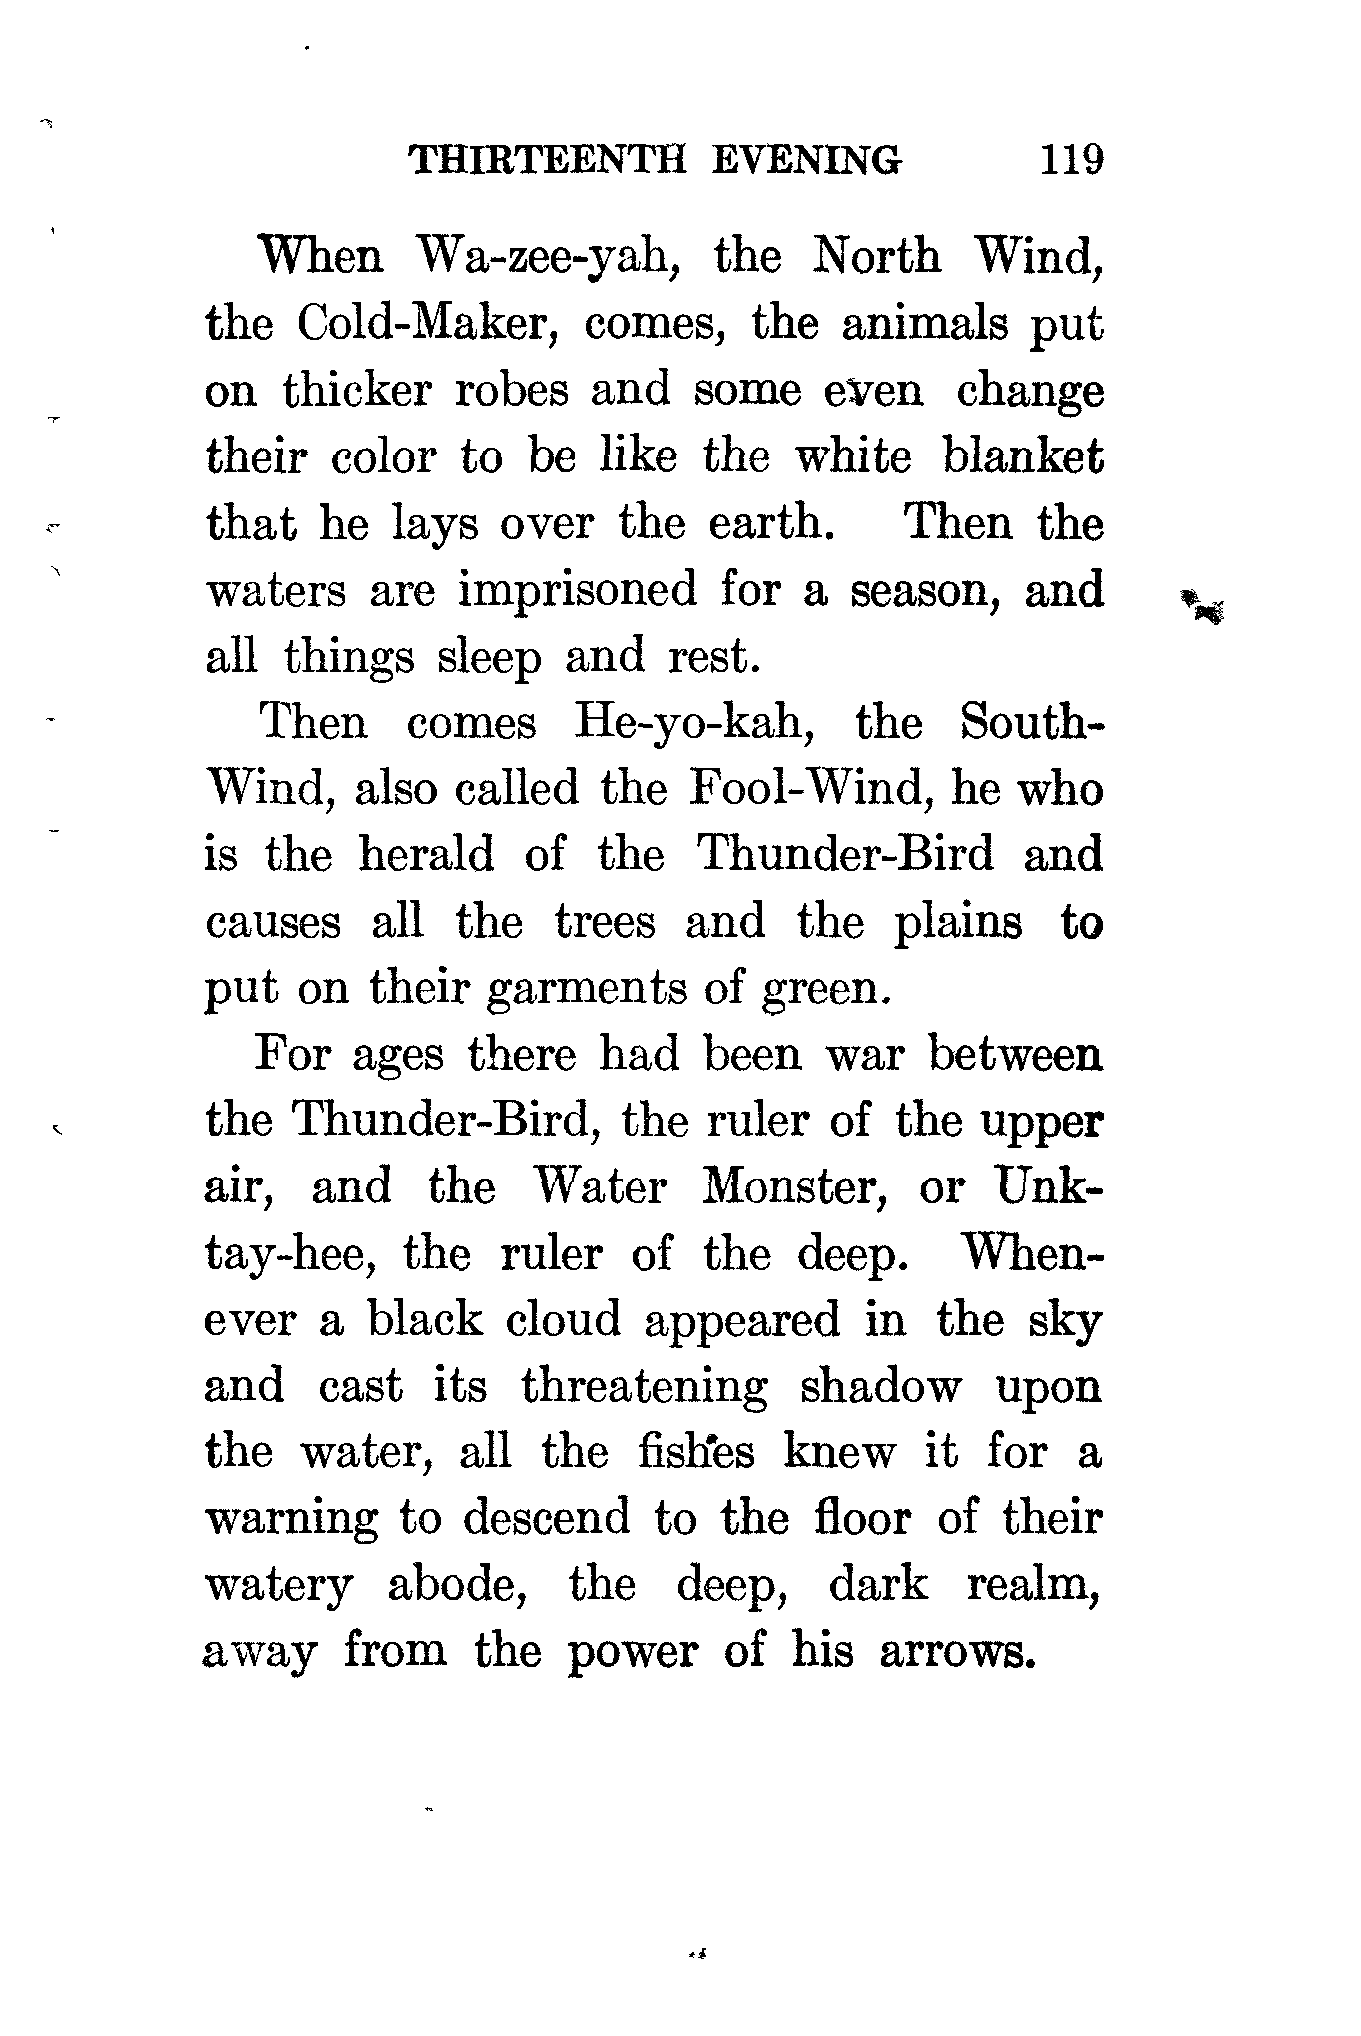 THIRTEENTH EVENING 119
When Wa-zee-yah, the North Wind,
the Cold-Maker, comes, the animals put
on thicker robes and some even change
their color to be like the white blanket
that he lays over the earth. Then the
waters are imprisoned for a season, and
all things sleep and rest.
Then comes He-yo-kah, the South-
Wind, also called the Fool-Wind, he who
is the herald of the Thunder-Bird and
causes all the trees and the plains to
put on their garments of green.
For ages there had been war between
the Thunder-Bird, the ruler of the upper
air, and the Water Monster, or Unk-
tay-hee, the ruler of the deep. When-
ever a black cloud appeared in the sky
and cast its threatening shadow upon
the water, all the fishes knew it for a
warning to descend to the floor of their
watery abode, the deep, dark realm,
away from the power of his arrows.